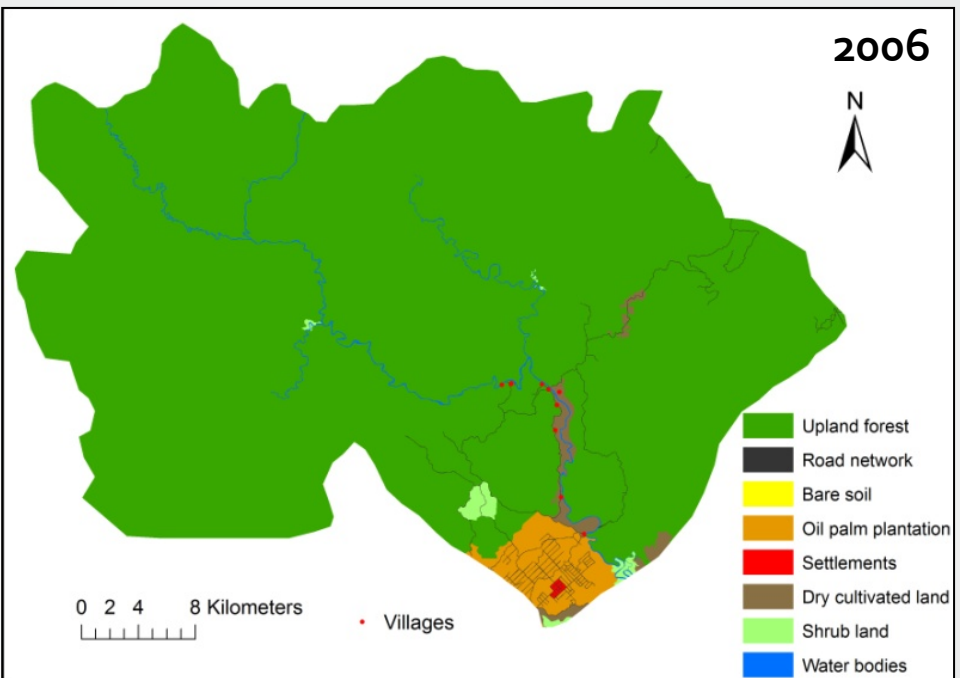 2006
N
Upland forest
Road network
Bare soil
Oil palm plantation
Settlements
Dry cultivated land
Shrub land
Water bodies
0 2 4 8 Kilometers
Villages